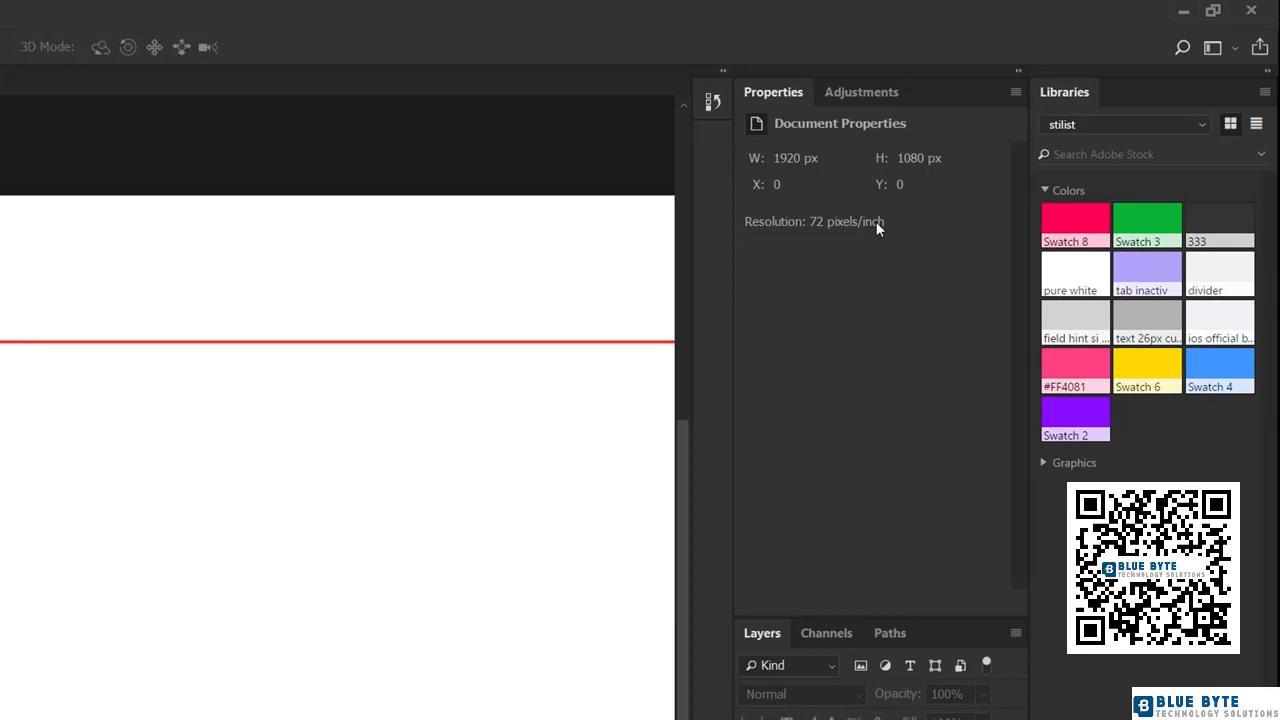 3D Mode:
Properties
Adjustments
Document Properties
W: 1920 px
H: 1080 px
X: 0
Y: 0
Resolution: 72 pixels/inch
Libraries
stilist
Search Adobe Stock
Colors
Swatch 8
Swatch 3
333
pure white
tab inactiv
divider
field hint si ...
text 26px cu...
ios official b...
#FF4081
Swatch 6
Swatch 4
Swatch 2
Graphics
BLUE BYTE
TECHNOLOGY SOLUTIONS
Layers
Channels
Paths
Kind
Normal
Opacity: 100%
BLUE BYTE
TECHNOLOGY SOLUTIONS